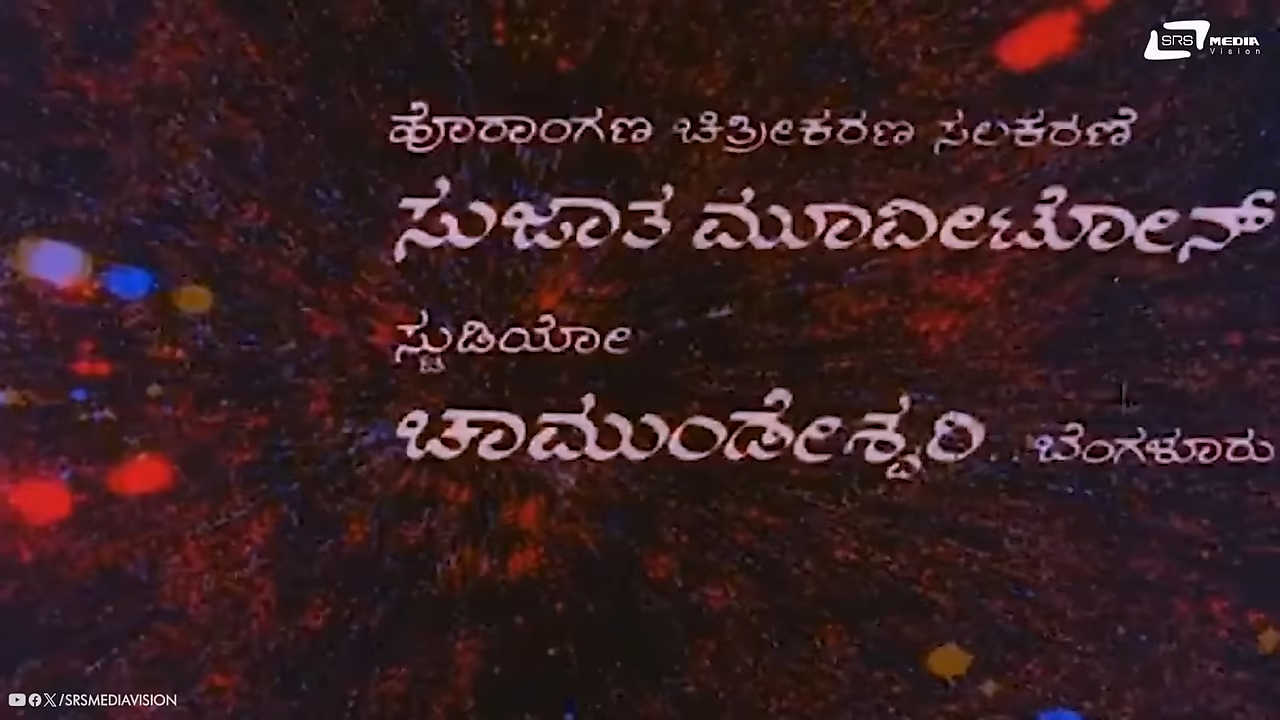 SRS MEDIA
Vision
ಹೊರಾಂಗಣ ಚಿತ್ರೀಕರಣ ಸಲಕರಣೆ
ಸುಜಾತ ಮೂವೀಟೋನ್
ಸ್ಟುಡಿಯೋ
ಚಾಮುಂಡೇಶ್ವರಿ .. ಬೆಂಗಳೂರು
/SRSMEDIAVISION